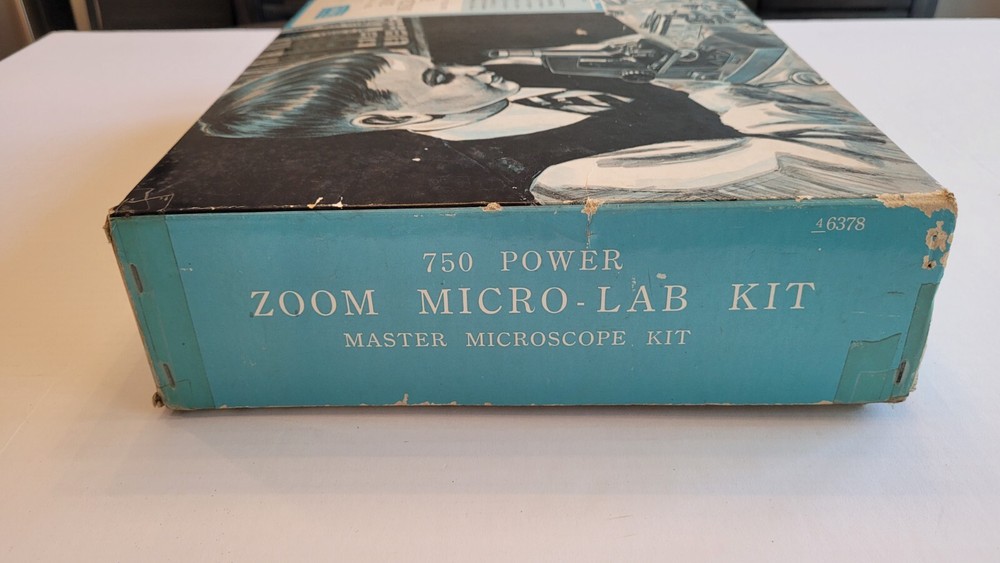 4 6378
750 POWER
ZOOM MICRO-LAB KIT
MASTER MICROSCOPE KIT